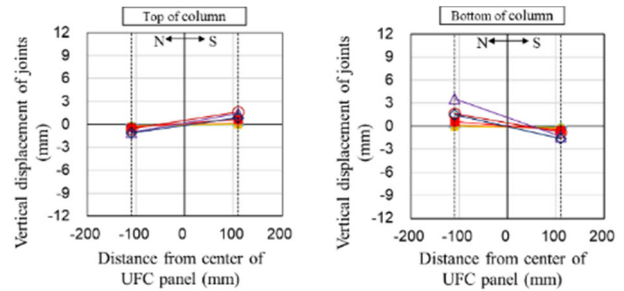 Top of column
Vertical displacement of joints
(mm)
12
9
6
3
0
-3
-6
-9
-12
N S
-200 -100 0 100 200
Distance from center of
UFC panel (mm)
Bottom of column
Vertical displacement of joints
(mm)
12
9
6
3
0
-3
-6
-9
-12
N S
-200 -100 0 100 200
Distance from center of
UFC panel (mm)